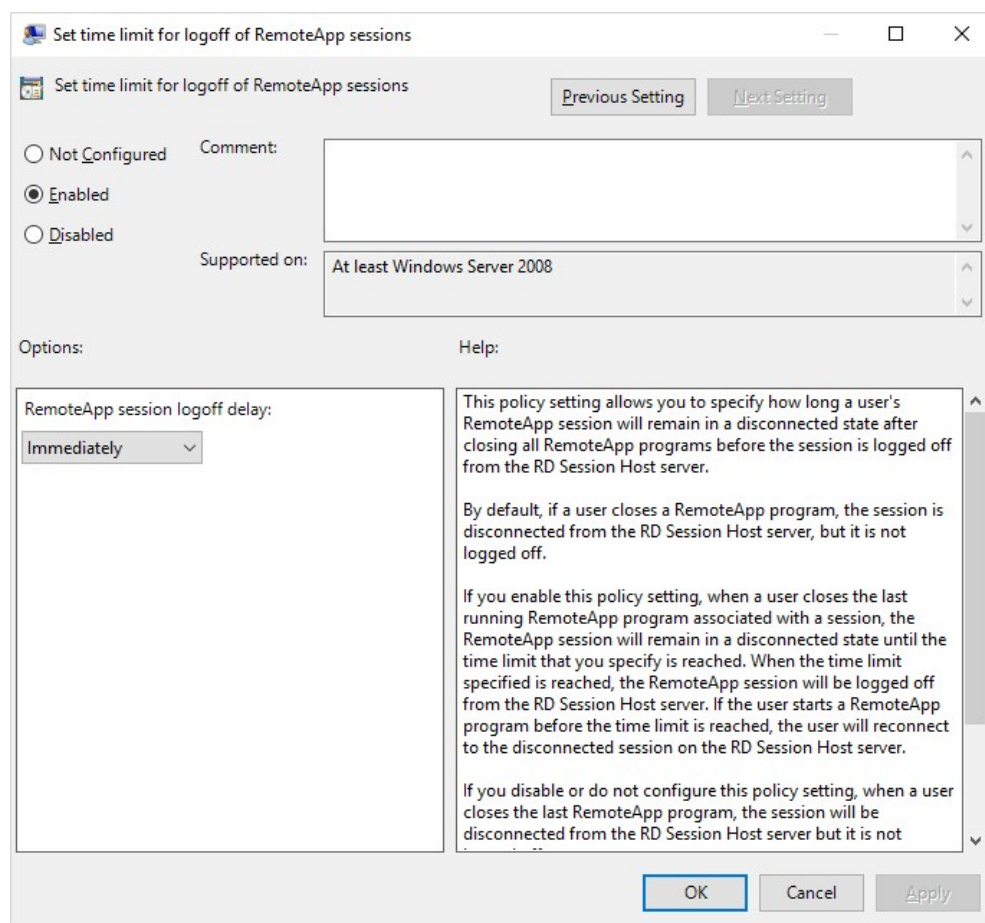 Set time limit for logoff of RemoteApp sessions
Set time limit for logoff of RemoteApp sessions
Previous Setting
Next Setting
Not Configured
Enabled
Disabled
Comment:
Supported on:
At least Windows Server 2008
Options:
Help:
RemoteApp session logoff delay:
Immediately
This policy setting allows you to specify how long a user's
RemoteApp session will remain in a disconnected state after
closing all RemoteApp programs before the session is logged off
from the RD Session Host server.
By default, if a user closes a RemoteApp program, the session is
disconnected from the RD Session Host server, but it is not
logged off.
If you enable this policy setting, when a user closes the last
running RemoteApp program associated with a session, the
RemoteApp session will remain in a disconnected state until the
time limit that you specify is reached. When the time limit
specified is reached, the RemoteApp session will be logged off
from the RD Session Host server. If the user starts a RemoteApp
program before the time limit is reached, the user will reconnect
to the disconnected session on the RD Session Host server.
If you disable or do not configure this policy setting, when a user
closes the last RemoteApp program, the session will be
disconnected from the RD Session Host server but it is not
OK
Cancel
Apply